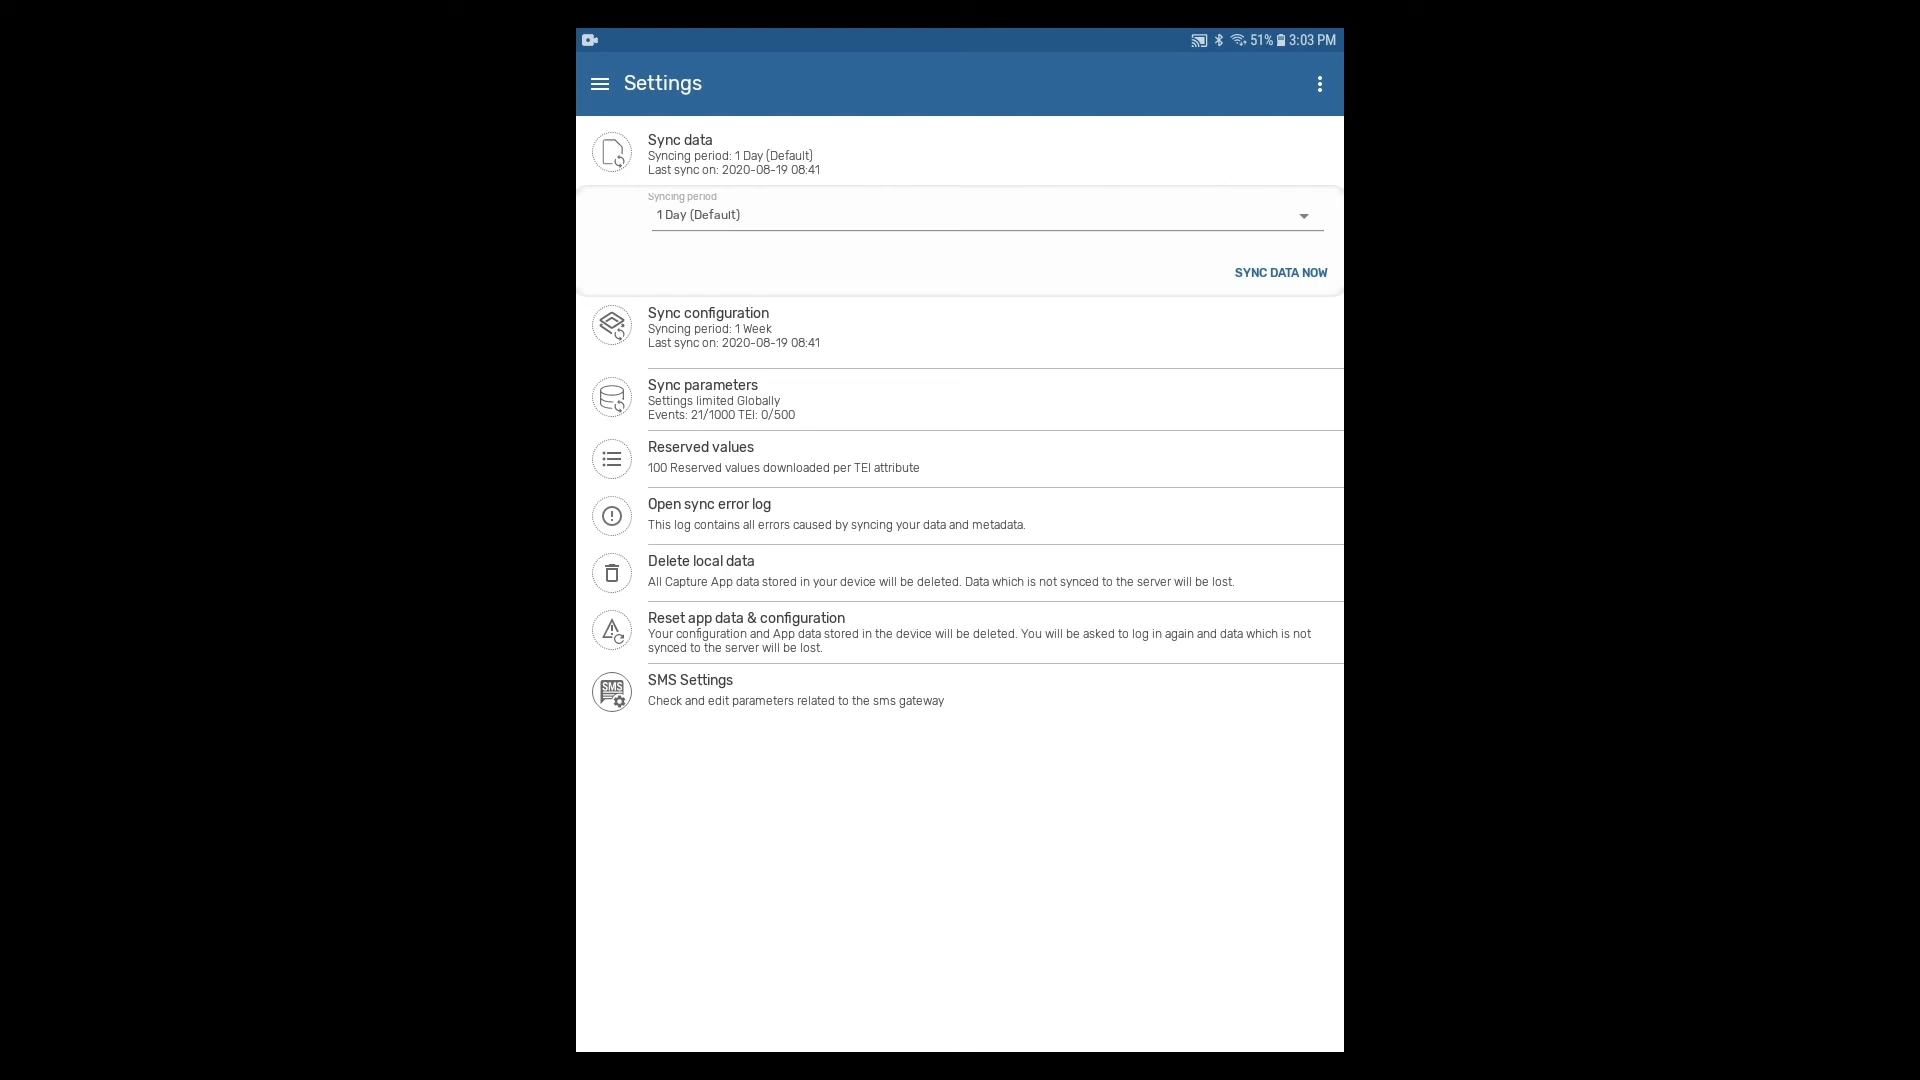 51% 3:03 PM
Settings
Sync data
Syncing period: 1 Day (Default)
Last sync on: 2020-08-19 08:41
Syncing period
1 Day (Default)
SYNC DATA NOW
Sync configuration
Syncing period: 1 Week
Last sync on: 2020-08-19 08:41
Sync parameters
Settings limited Globally
Events: 21/1000 TEI: 0/500
Reserved values
100 Reserved values downloaded per TEI attribute
Open sync error log
This log contains all errors caused by syncing your data and metadata.
Delete local data
All Capture App data stored in your device will be deleted. Data which is not synced to the server will be lost.
Reset app data & configuration
Your configuration and App data stored in the device will be deleted. You will be asked to log in again and data which is not
synced to the server will be lost.
SMS
SMS Settings
Check and edit parameters related to the sms gateway